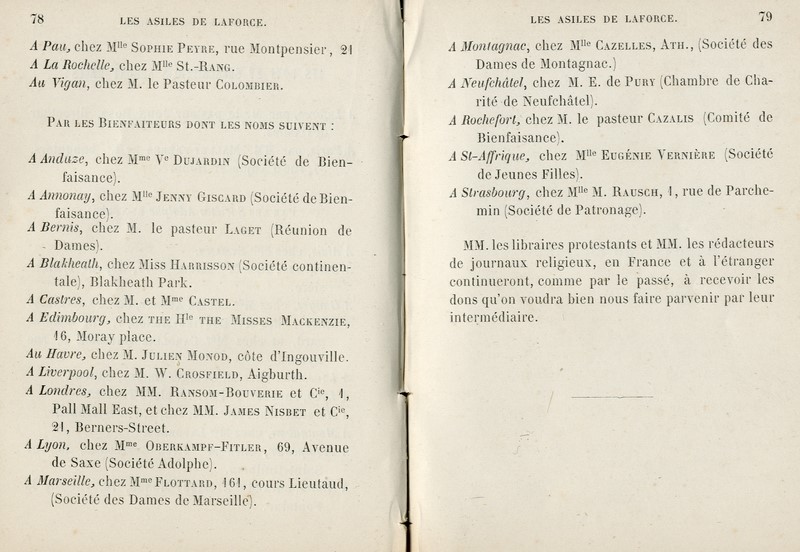 78 LES ASILES DE LAFORCE.
A Pau, chez Mlle SOPHIE PEYRE, rue Montpensier, 21
A La Rochelle, chez Mlle ST.-RANG.
Au Vigan, chez M. le Pasteur COLOMBIER.
PAR LES BIENFAITEURS DONT LES NOMS SUIVENT :
A Anduze, chez Mme Ve DUJARDIN (Société de Bien-
faisance).
A Annonay, chez Mlle JENNY GISCARD (Société de Bien-
faisance).
A Bernis, chez M. le pasteur LAGET (Réunion de
Dames).
A Blakheath, chez Miss HARRISSON (Société continen-
tale), Blakheath Park.
A Castres, chez M. et Mme CASTEL.
A Edimbourg, chez THE Hle THE MISSES MACKENZIE,
16, Moray place.
Au Havre, chez M. JULIEN MONOD, côte d'Ingouville.
A Liverpool, chez M. W. CROSFIELD, Aigburth.
A Londres, chez MM. RANSOM-BOUVERIE et Cie, 1,
Pall Mall East, et chez MM. JAMES NISBET et Cie,
21, Berners-Street.
A Lyon, chez Mme OBERKAMPF-FITLER, 69, Avenue
de Saxe (Société Adolphe).
A Marseille, chez Mme FLOTTARD, 161, cours Lieutaud,
(Société des Dames de Marseille).
LES ASILES DE LAFORCE. 79
A Montagnac, chez Mlle CAZELLES, ATH., (Société des
Dames de Montagnac.)
A Neufchâtel, chez M. E. de PURY (Chambre de Cha-
rité de Neufchâtel).
A Rochefort, chez M. le pasteur CAZALIS (Comité de
Bienfaisance).
A St-Affrique, chez Mlle EUGÉNIE VERNIÈRE (Société
de Jeunes Filles).
A Strasbourg, chez Mlle M. RAUSCH, 1, rue de Parche-
min (Société de Patronage).
MM. les libraires protestants et MM. les rédacteurs
de journaux religieux, en France et à l'étranger
continueront, comme par le passé, à recevoir les
dons qu'on voudra bien nous faire parvenir par leur
intermédiaire.